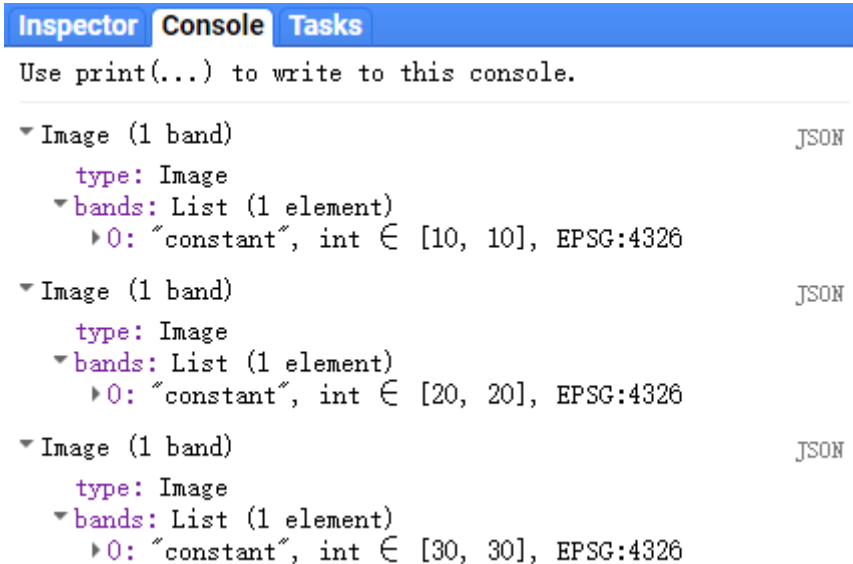 Inspector Console Tasks
Use print(...) to write to this console.
Image (1 band) JSON
type: Image
bands: List (1 element)
0: "constant", int ∈ [10, 10], EPSG:4326
Image (1 band) JSON
type: Image
bands: List (1 element)
0: "constant", int ∈ [20, 20], EPSG:4326
Image (1 band) JSON
type: Image
bands: List (1 element)
0: "constant", int ∈ [30, 30], EPSG:4326